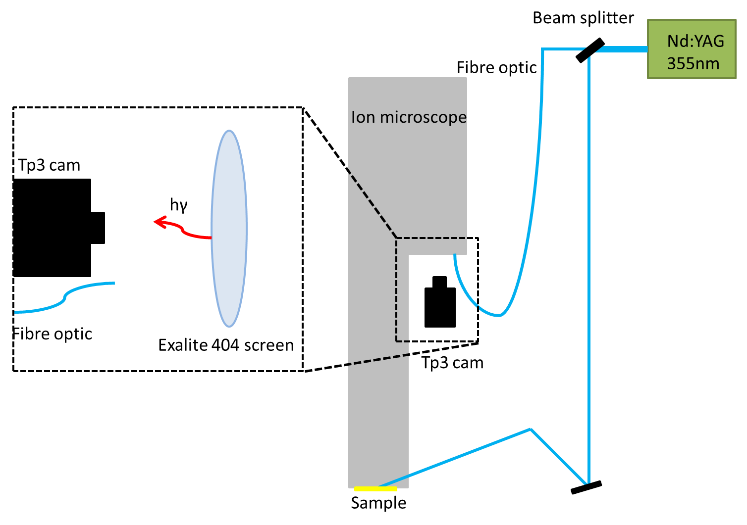 Beam splitter
Nd:YAG
355nm
Fibre optic
Ion microscope
Tp3 cam
hγ
Fibre optic
Exalite 404 screen
Tp3 cam
Sample